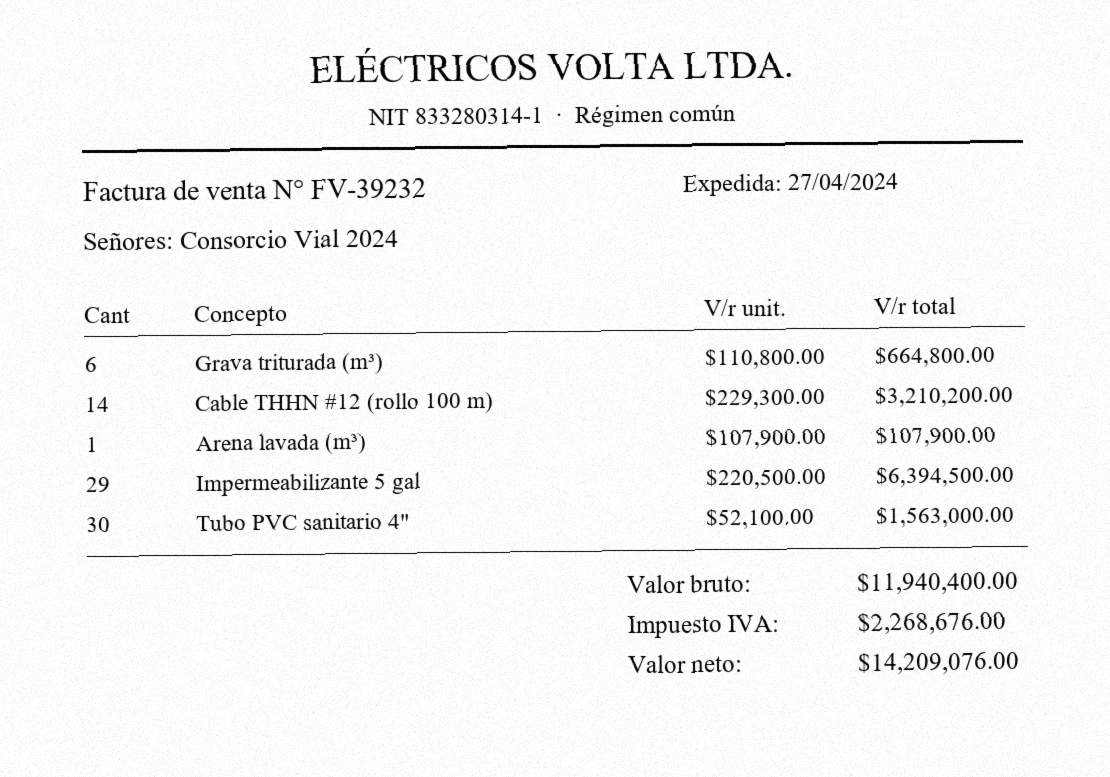 ELÉCTRICOS VOLTA LTDA.
NIT 833280314-1 · Régimen común
Factura de venta N° FV-39232 Expedida: 27/04/2024
Señores: Consorcio Vial 2024
Cant Concepto V/r unit. V/r total
6 Grava triturada (m³) $110,800.00 $664,800.00
14 Cable THHN #12 (rollo 100 m) $229,300.00 $3,210,200.00
1 Arena lavada (m³) $107,900.00 $107,900.00
29 Impermeabilizante 5 gal $220,500.00 $6,394,500.00
30 Tubo PVC sanitario 4" $52,100.00 $1,563,000.00
Valor bruto: $11,940,400.00
Impuesto IVA: $2,268,676.00
Valor neto: $14,209,076.00